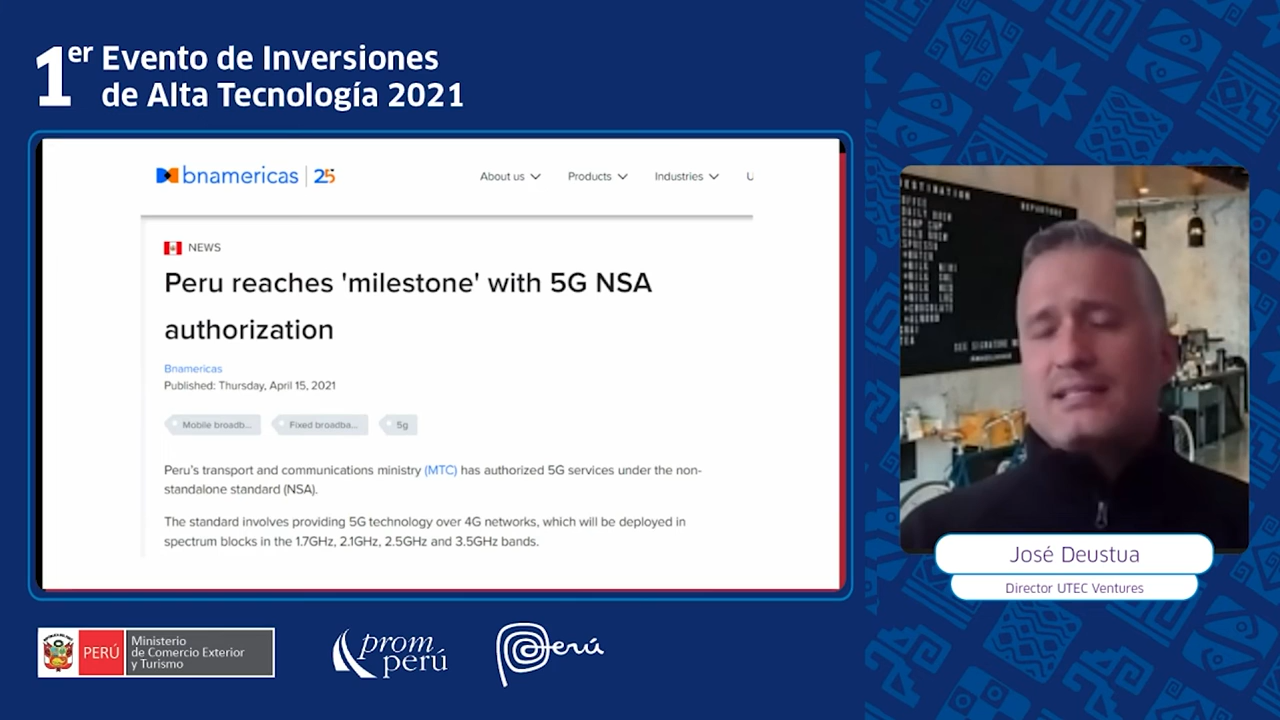 1er Evento de Inversiones
de Alta Tecnología 2021
bnamericas | 25
About us
Products
Industries
U
NEWS
Peru reaches 'milestone' with 5G NSA
authorization
Bnamericas
Published: Thursday, April 15, 2021
Mobile broadb...
Fixed broadba...
5g
Peru's transport and communications ministry (MTC) has authorized 5G services under the non-
standalone standard (NSA).
The standard involves providing 5G technology over 4G networks, which will be deployed in
spectrum blocks in the 1.7GHz, 2.1GHz, 2.5GHz and 3.5GHz bands.
COLD BREW
ESPRESSO
José Deustua
Director UTEC Ventures
PERÚ
Ministerio
de Comercio Exterior
y Turismo
prom
perú
Perú